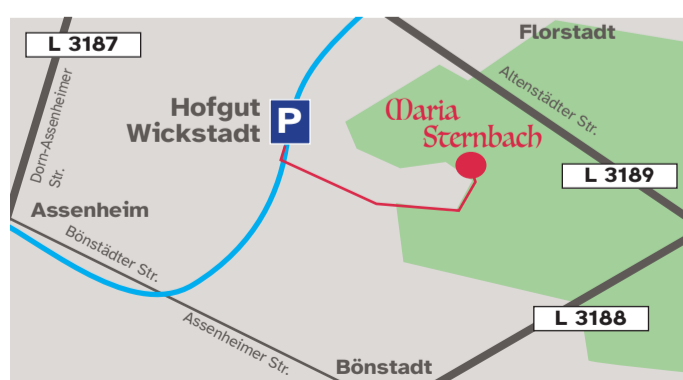 L 3187
Florstadt
Hofgut
Wickstadt
P
Maria
Sternbach
Altenstädter Str.
Dorn-Assenheimer
Str.
L 3189
Assenheim
Bönstädter Str.
Assenheimer Str.
L 3188
Bönstadt